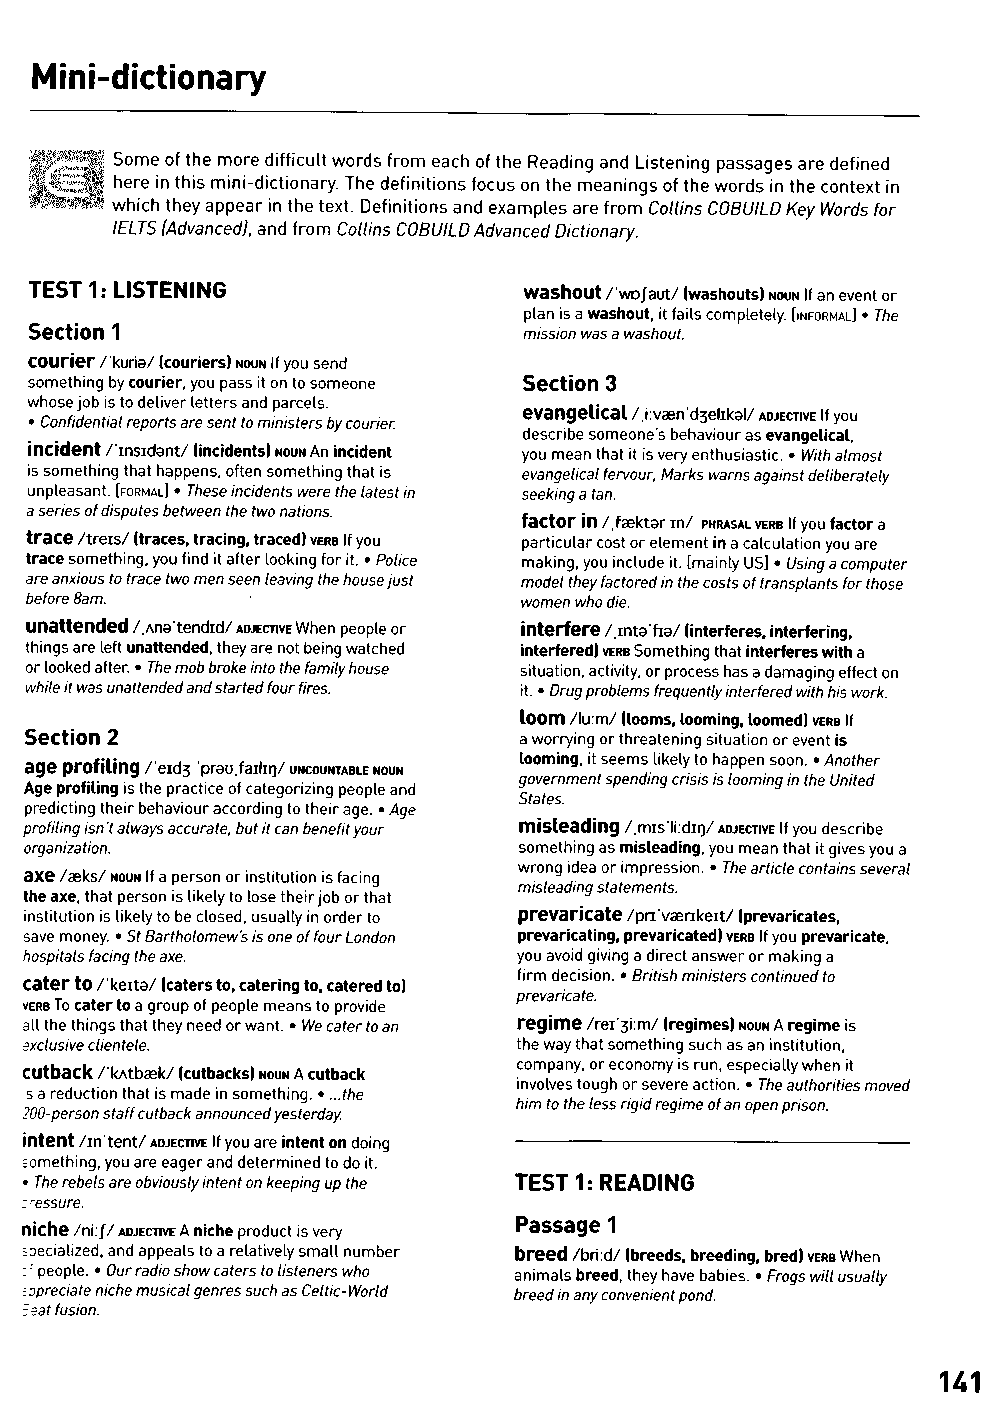 Mini-dictionary
Some of the more difficult words from each of the Reading and Listening passages are defined
here in this mini-dictionary. The definitions focus on the meanings of the words in the context in
which they appear in the text. Definitions and examples are from Collins COBUILD Key Words for
IELTS (Advanced), and from Collins COBUILD Advanced Dictionary.
TEST 1: LISTENING
Section 1
courier /ˈkʊriə/ (couriers) NOUN If you send
something by courier, you pass it on to someone
whose job is to deliver letters and parcels.
• Confidential reports are sent to ministers by courier.
incident /ˈɪnsɪdənt/ (incidents) NOUN An incident
is something that happens, often something that is
unpleasant. [FORMAL] • These incidents were the latest in
a series of disputes between the two nations.
trace /treɪs/ (traces, tracing, traced) VERB If you
trace something, you find it after looking for it. • Police
are anxious to trace two men seen leaving the house just
before 8am.
unattended /ˌʌnəˈtendɪd/ ADJECTIVE When people or
things are left unattended, they are not being watched
or looked after. • The mob broke into the family house
while it was unattended and started four fires.
Section 2
age profiling /ˈeɪdʒ ˈprəʊˌfaɪlɪŋ/ UNCOUNTABLE NOUN
Age profiling is the practice of categorizing people and
predicting their behaviour according to their age. • Age
profiling isn't always accurate, but it can benefit your
organization.
axe /æks/ NOUN If a person or institution is facing
the axe, that person is likely to lose their job or that
institution is likely to be closed, usually in order to
save money. • St Bartholomew's is one of four London
hospitals facing the axe.
cater to /ˈkeɪtə/ (caters to, catering to, catered to)
VERB To cater to a group of people means to provide
all the things that they need or want. • We cater to an
exclusive clientele.
cutback /ˈkʌtbæk/ (cutbacks) NOUN A cutback
is a reduction that is made in something. • ...the
200-person staff cutback announced yesterday.
intent /ɪnˈtent/ ADJECTIVE If you are intent on doing
something, you are eager and determined to do it.
• The rebels are obviously intent on keeping up the
pressure.
niche /niːʃ/ ADJECTIVE A niche product is very
specialized, and appeals to a relatively small number
of people. • Our radio show caters to listeners who
appreciate niche musical genres such as Celtic-World
Beat fusion.
washout /ˈwɒʃaʊt/ (washouts) NOUN If an event or
plan is a washout, it fails completely. [INFORMAL] • The
mission was a washout.
Section 3
evangelical /ˌiːvænˈdʒelɪkəl/ ADJECTIVE If you
describe someone's behaviour as evangelical,
you mean that it is very enthusiastic. • With almost
evangelical fervour, Marks warns against deliberately
seeking a tan.
factor in /ˌfæktər ɪn/ PHRASAL VERB If you factor a
particular cost or element in a calculation you are
making, you include it. [mainly US] • Using a computer
model they factored in the costs of transplants for those
women who die.
interfere /ˌɪntəˈfɪə/ (interferes, interfering,
interfered) VERB Something that interferes with a
situation, activity, or process has a damaging effect on
it. • Drug problems frequently interfered with his work.
loom /luːm/ (looms, looming, loomed) VERB If
a worrying or threatening situation or event is
looming, it seems likely to happen soon. • Another
government spending crisis is looming in the United
States.
misleading /ˌmɪsˈliːdɪŋ/ ADJECTIVE If you describe
something as misleading, you mean that it gives you a
wrong idea or impression. • The article contains several
misleading statements.
prevaricate /prɪˈværɪkeɪt/ (prevaricates,
prevaricating, prevaricated) VERB If you prevaricate,
you avoid giving a direct answer or making a
firm decision. • British ministers continued to
prevaricate.
regime /reɪˈʒiːm/ (regimes) NOUN A regime is
the way that something such as an institution,
company, or economy is run, especially when it
involves tough or severe action. • The authorities moved
him to the less rigid regime of an open prison.
TEST 1: READING
Passage 1
breed /briːd/ (breeds, breeding, bred) VERB When
animals breed, they have babies. • Frogs will usually
breed in any convenient pond.
141